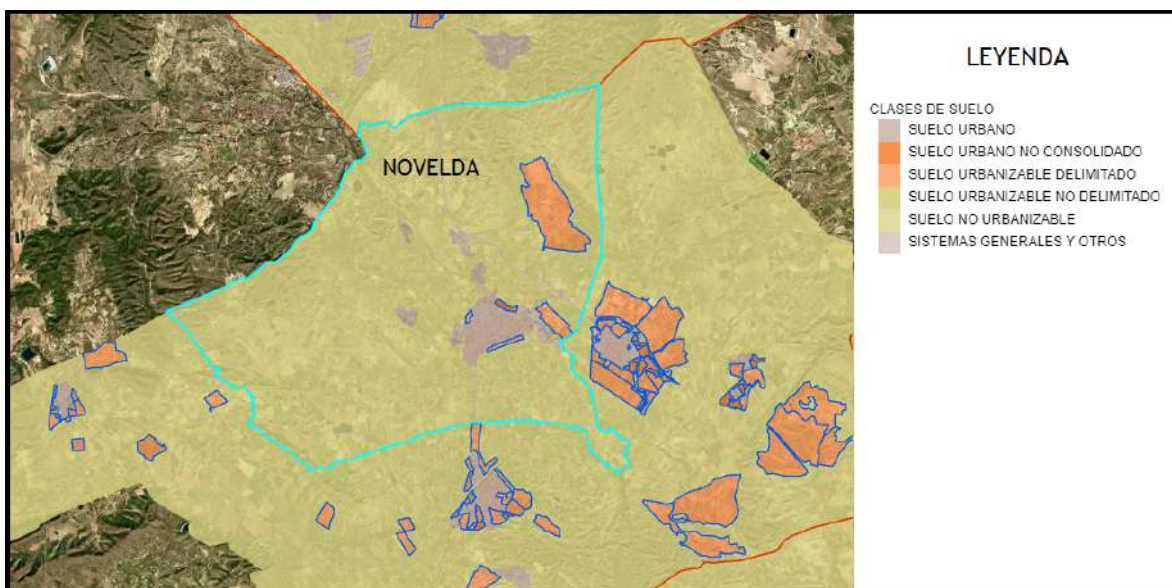 NOVELDA
LEYENDA
CLASES DE SUELO
SUELO URBANO
SUELO URBANO NO CONSOLIDADO
SUELO URBANIZABLE DELIMITADO
SUELO URBANIZABLE NO DELIMITADO
SUELO NO URBANIZABLE
SISTEMAS GENERALES Y OTROS